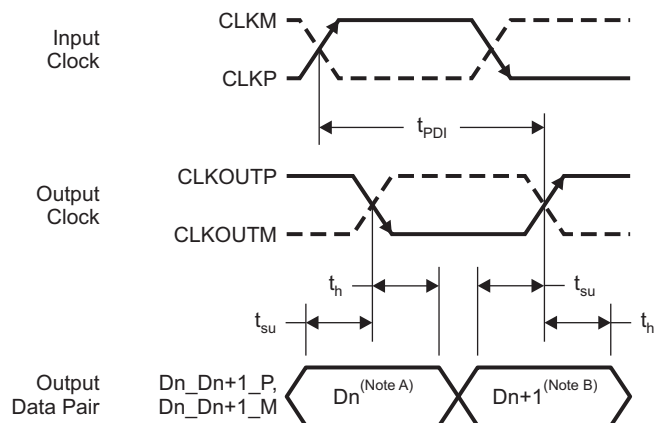 CLKM
Input
Clock
CLKP
tPDI
CLKOUTP
Output
Clock
CLKOUTM
th
tsu
tsu
th
Output
Data Pair
Dn_Dn+1_P,
Dn_Dn+1_M
Dn(Note A)
Dn+1(Note B)